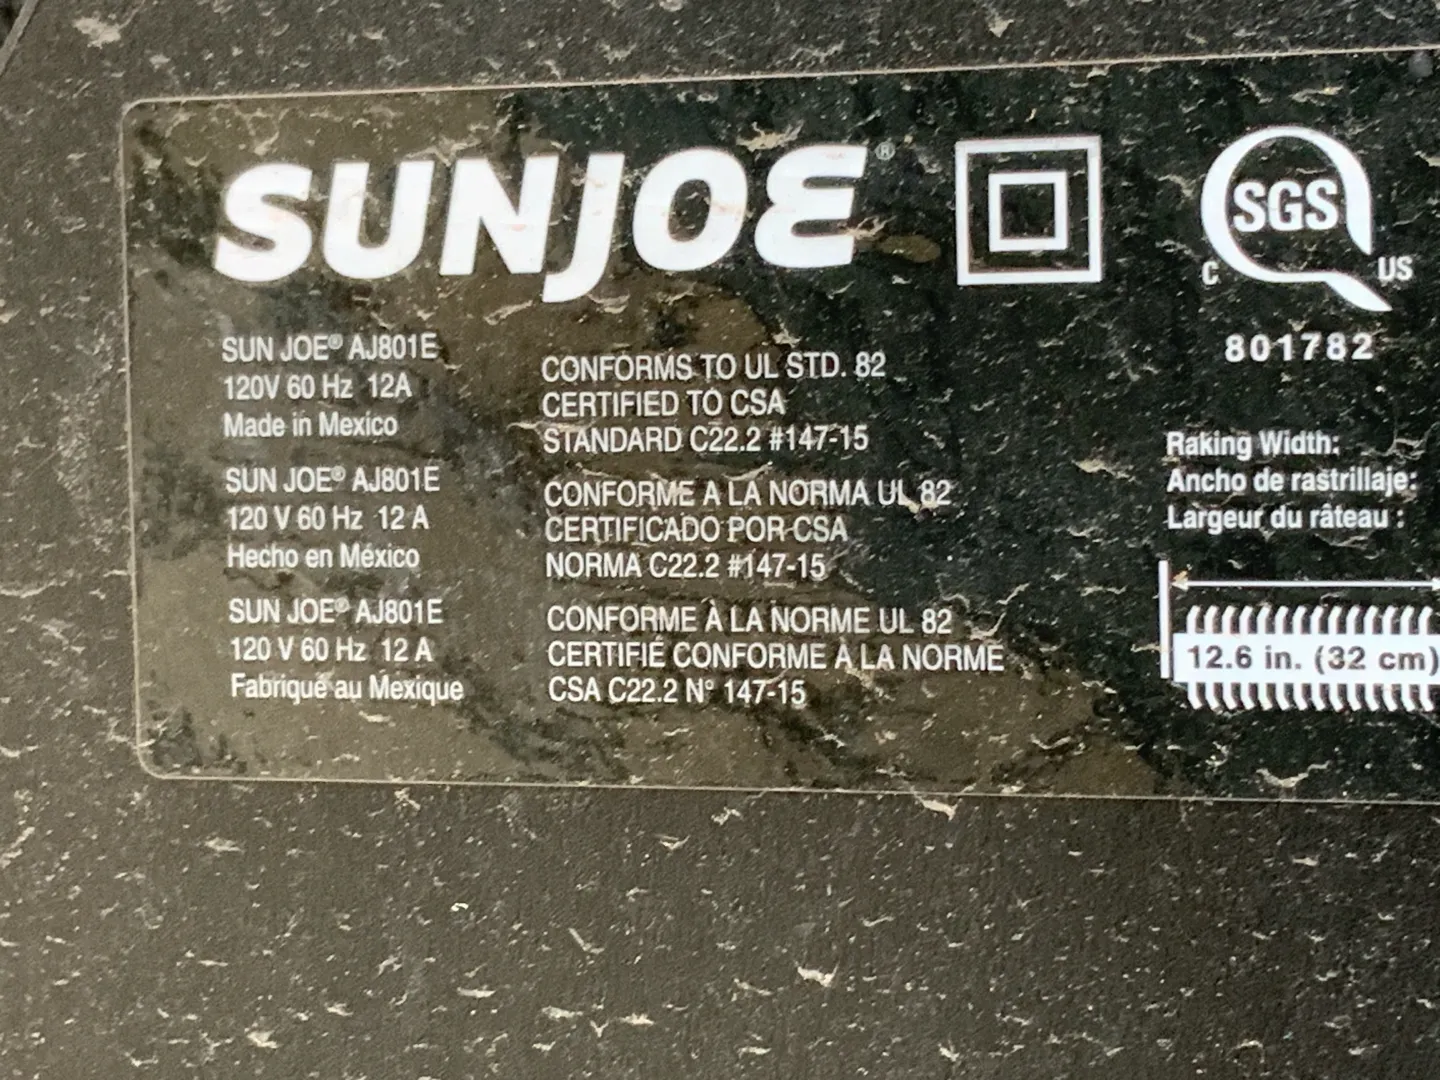 SUNJOE®
SGS
C US
801782
SUN JOE® AJ801E
120V 60 Hz 12A
Made in Mexico
SUN JOE® AJ801E
120 V 60 Hz 12 A
Hecho en México
SUN JOE® AJ801E
120 V 60 Hz 12 A
Fabriqué au Mexique
CONFORMS TO UL STD. 82
CERTIFIED TO CSA
STANDARD C22.2 #147-15
CONFORME A LA NORMA UL 82
CERTIFICADO POR CSA
NORMA C22.2 #147-15
CONFORME À LA NORME UL 82
CERTIFIÉ CONFORME À LA NORME
CSA C22.2 N° 147-15
Raking Width:
Ancho de rastrillaje:
Largeur du râteau :
12.6 in. (32 cm)